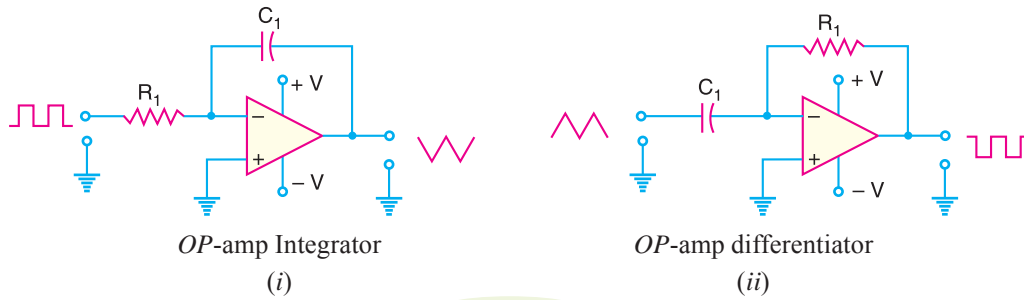 C1
R1
+ V
−
+
− V
OP-amp Integrator
(i)
R1
C1
+ V
−
+
− V
OP-amp differentiator
(ii)